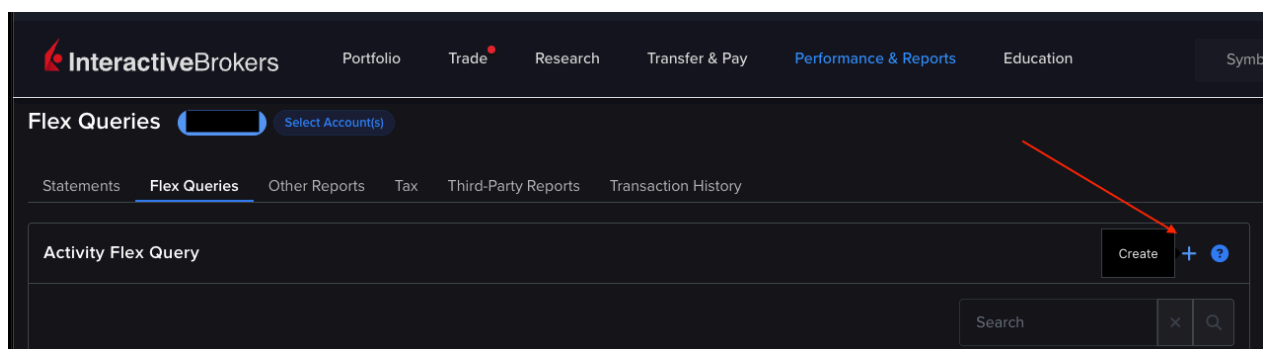 InteractiveBrokers Portfolio Trade Research Transfer & Pay Performance & Reports Education Symb
Flex Queries Select Account(s)
Statements Flex Queries Other Reports Tax Third-Party Reports Transaction History
Activity Flex Query Create + ?
Search